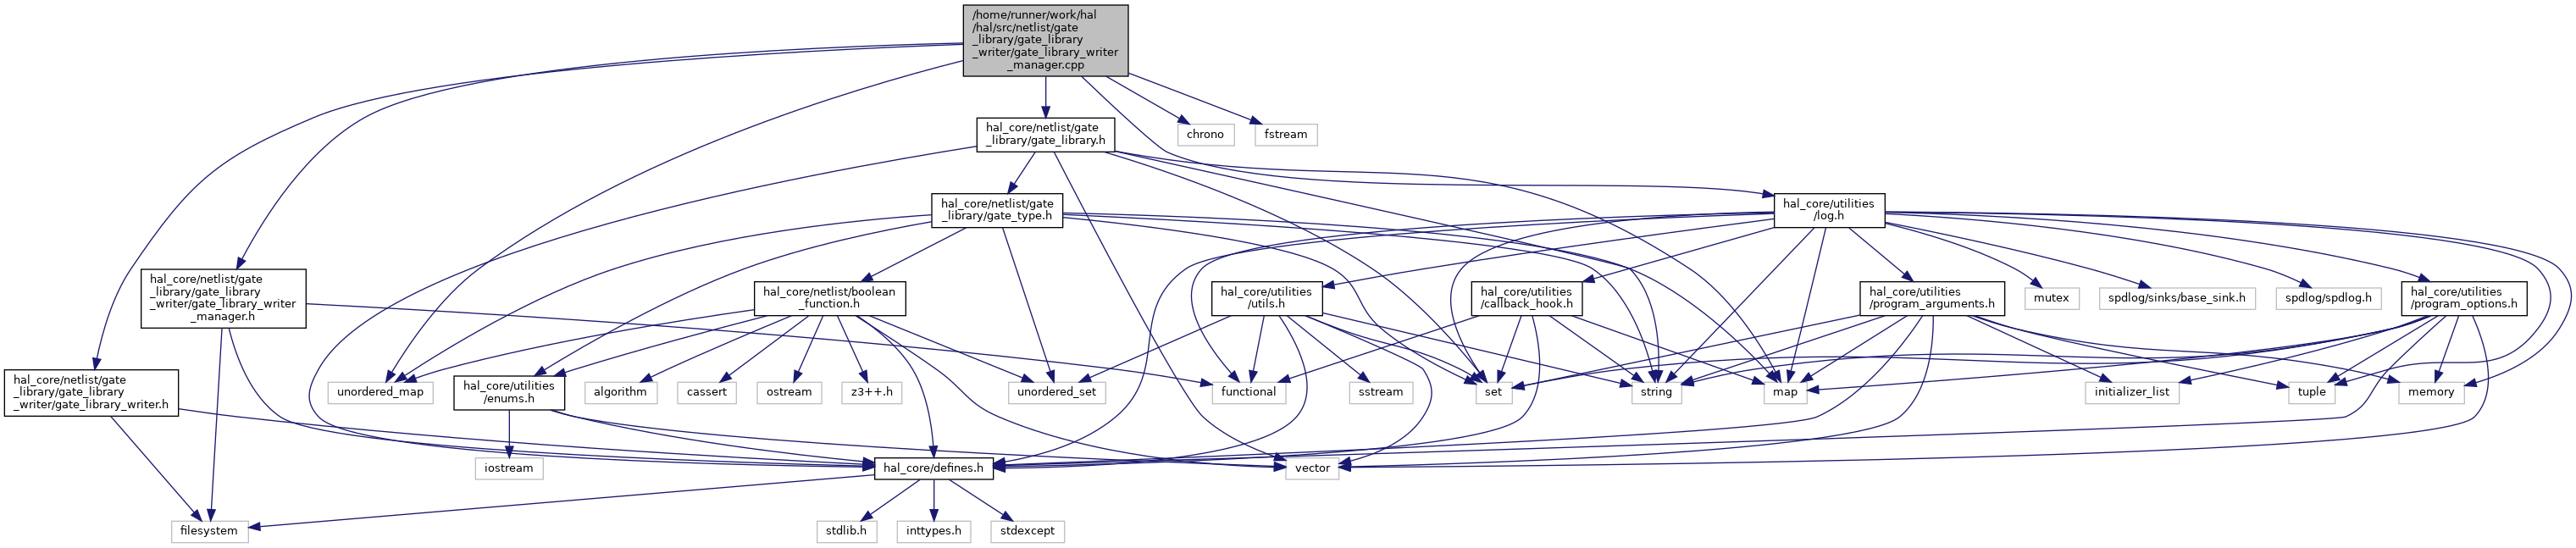 /home/runner/work/hal
/hal/src/netlist/gate
_library/gate_library
_writer/gate_library_writer
_manager.cpp
hal_core/netlist/gate
_library/gate_library.h
chrono
fstream
hal_core/netlist/gate
_library/gate_type.h
hal_core/utilities
/log.h
hal_core/netlist/gate
_library/gate_library
_writer/gate_library_writer
_manager.h
hal_core/netlist/boolean
_function.h
hal_core/utilities
/utils.h
hal_core/utilities
/callback_hook.h
hal_core/utilities
/program_arguments.h
mutex
spdlog/sinks/base_sink.h
spdlog/spdlog.h
hal_core/utilities
/program_options.h
hal_core/netlist/gate
_library/gate_library
_writer/gate_library_writer.h
unordered_map
hal_core/utilities
/enums.h
algorithm
cassert
ostream
z3++.h
unordered_set
functional
sstream
set
string
map
initializer_list
tuple
memory
iostream
hal_core/defines.h
vector
filesystem
stdlib.h
inttypes.h
stdexcept